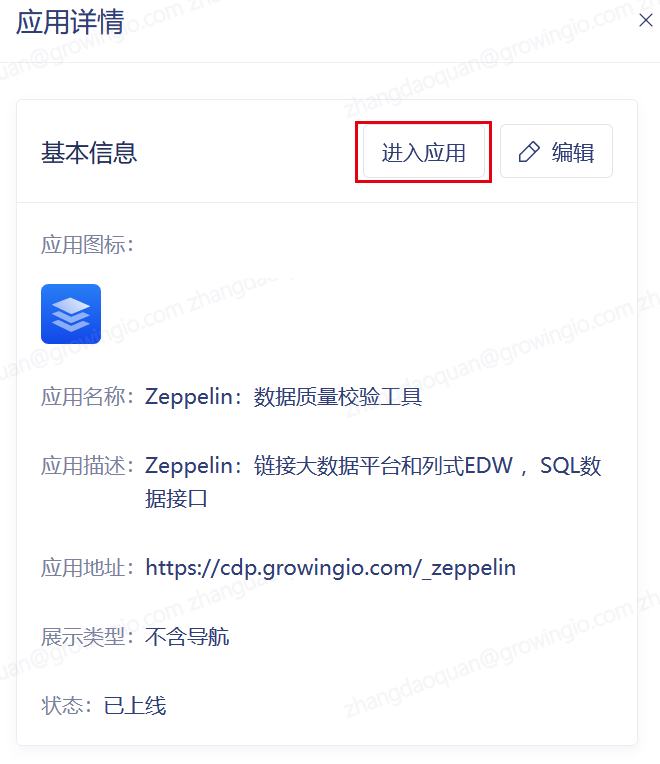 应用详情
基本信息
进入应用
编辑
应用图标：
应用名称：Zeppelin：数据质量校验工具
应用描述：Zeppelin：链接大数据平台和列式EDW ，SQL数
据接口
应用地址：https://cdp.growingio.com/_zeppelin
展示类型：不含导航
状态：已上线
zhangdaoquan@growingio.com